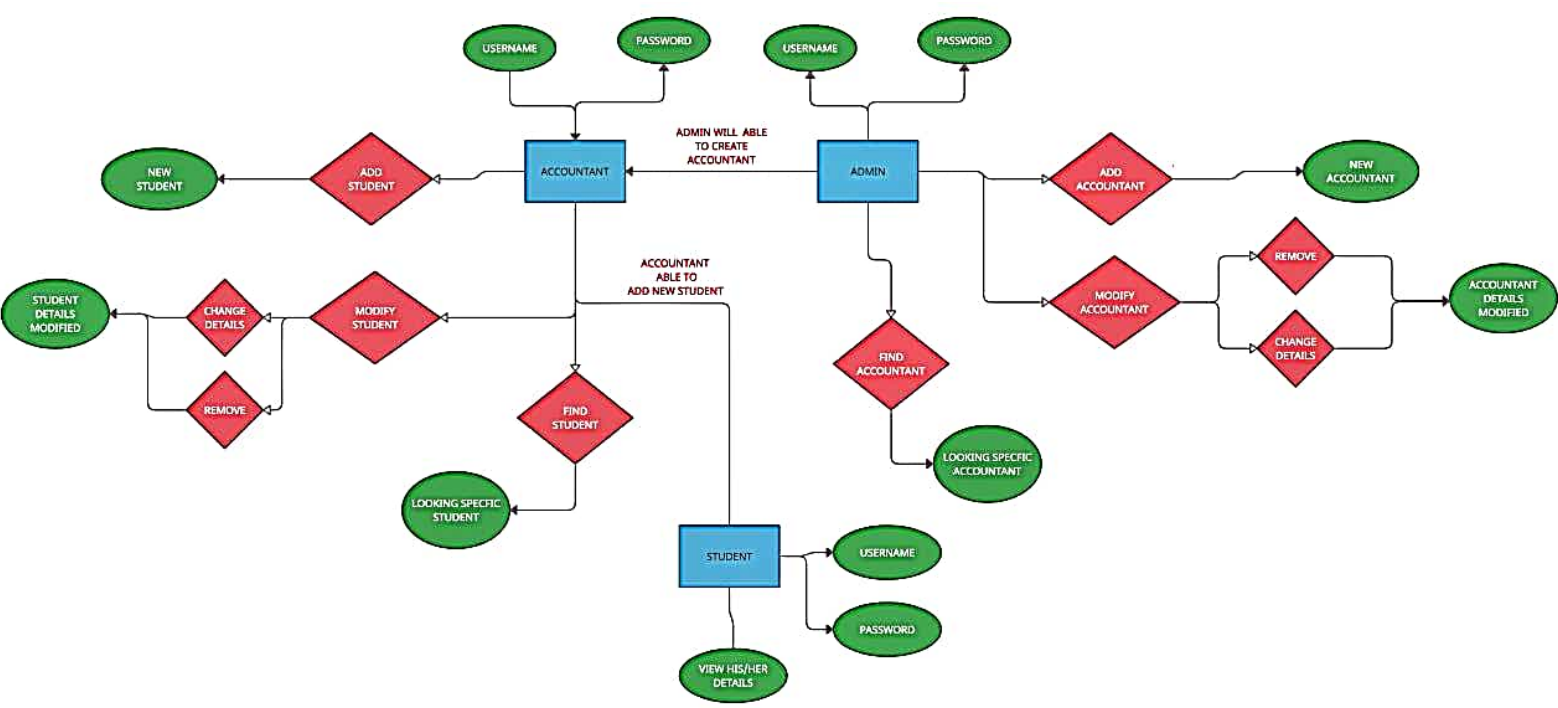 USERNAME
PASSWORD
USERNAME
PASSWORD
ADMIN WILL ABLE
TO CREATE
ACCOUNTANT
NEW
STUDENT
ADD
STUDENT
ACCOUNTANT
ADMIN
ADD
ACCOUNTANT
NEW
ACCOUNTANT
ACCOUNTANT
ABLE TO
ADD NEW STUDENT
REMOVE
STUDENT
DETAILS
MODIFIED
CHANGE
DETAILS
MODIFY
STUDENT
MODIFY
ACCOUNTANT
ACCOUNTANT
DETAILS
MODIFIED
CHANGE
DETAILS
FIND
ACCOUNTANT
REMOVE
FIND
STUDENT
LOOKING SPECFIC
ACCOUNTANT
LOOKING SPECFIC
STUDENT
STUDENT
USERNAME
PASSWORD
VIEW HIS/HER
DETAILS